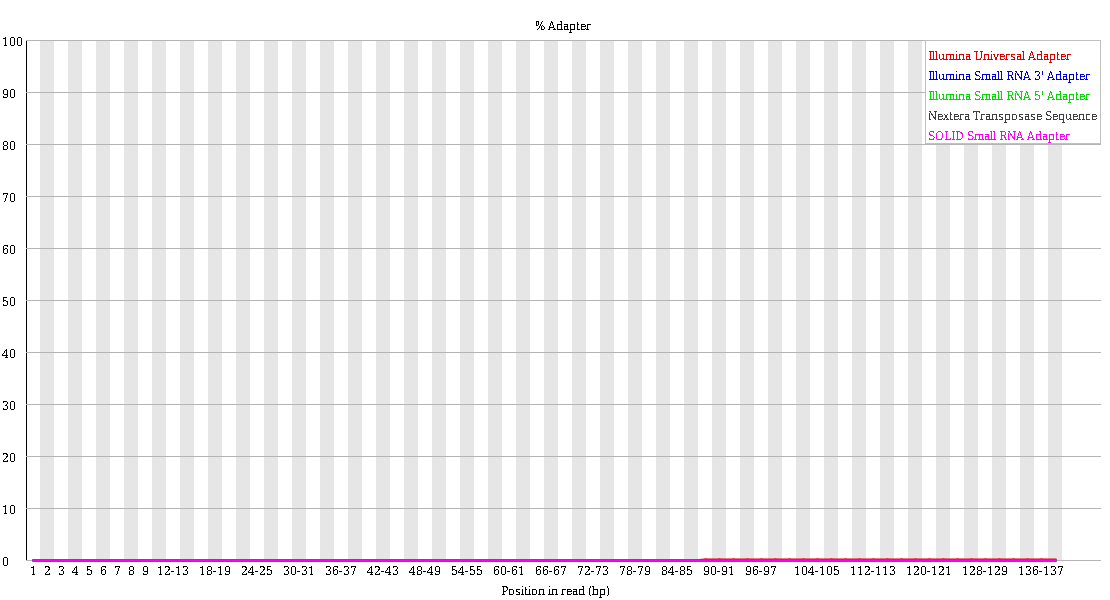 % Adapter
100
90
80
70
60
50
40
30
20
10
0
Illumina Universal Adapter
Illumina Small RNA 3' Adapter
Illumina Small RNA 5' Adapter
Nextera Transposase Sequence
SOLID Small RNA Adapter
1 2 3 4 5 6 7 8 9 12-13 18-19 24-25 30-31 36-37 42-43 48-49 54-55 60-61 66-67 72-73 78-79 84-85 90-91 96-97 104-105 112-113 120-121 128-129 136-137
Position in read (bp)